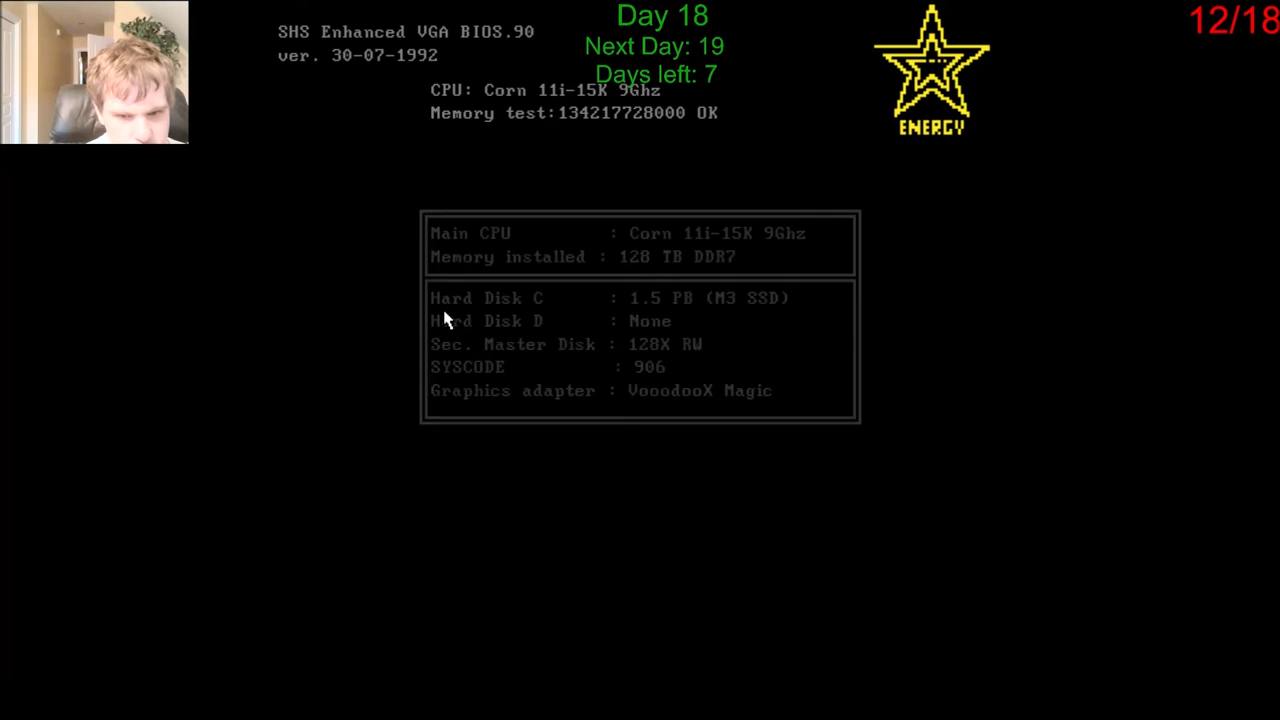 SHS Enhanced VGA BIOS.90
ver. 30-07-1992
Day 18
Next Day: 19
Days left: 7
12/18
ENERGY
CPU: Corn 11i-15K 9Ghz
Memory test:134217728000 OK
Main CPU : Corn 11i-15K 9Ghz
Memory installed : 128 TB DDR7
Hard Disk C : 1.5 PB (M3 SSD)
Hard Disk D : None
Sec. Master Disk : 128X RW
SYSCODE : 906
Graphics adapter : VooodooX Magic